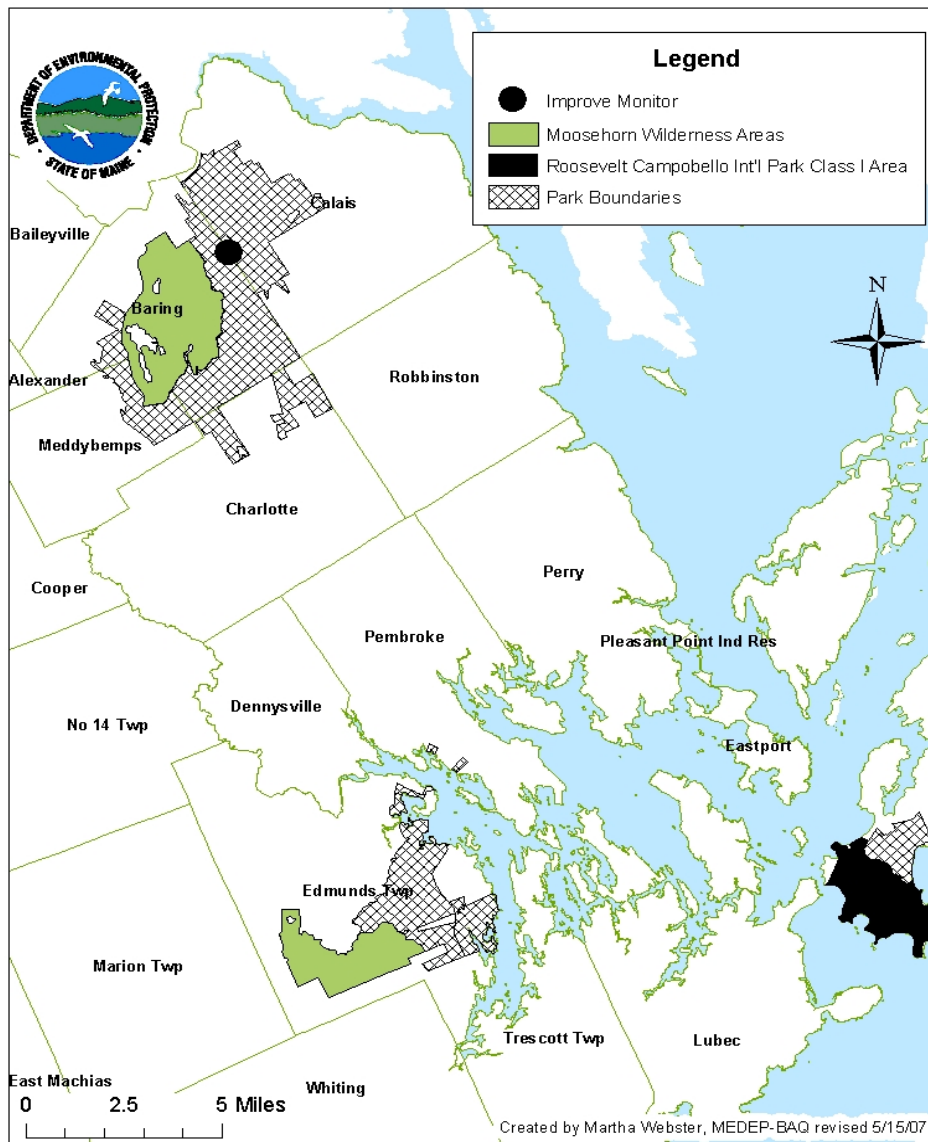 DEPARTMENT OF ENVIRONMENTAL PROTECTION
• STATE OF MAINE •
Legend
Improve Monitor
Moosehorn Wilderness Areas
Roosevelt Campobello Int'l Park Class I Area
Park Boundaries
Calais
Baileyville
N
Baring
Robbinston
Alexander
Meddybemps
Charlotte
Perry
Cooper
Pembroke
Pleasant Point Ind Res
Dennysville
No 14 Twp
Eastport
Edmunds Twp
Marion Twp
Trescott Twp
Lubec
East Machias
Whiting
0 2.5 5 Miles
Created by Martha Webster, MEDEP-BAQ revised 5/15/07